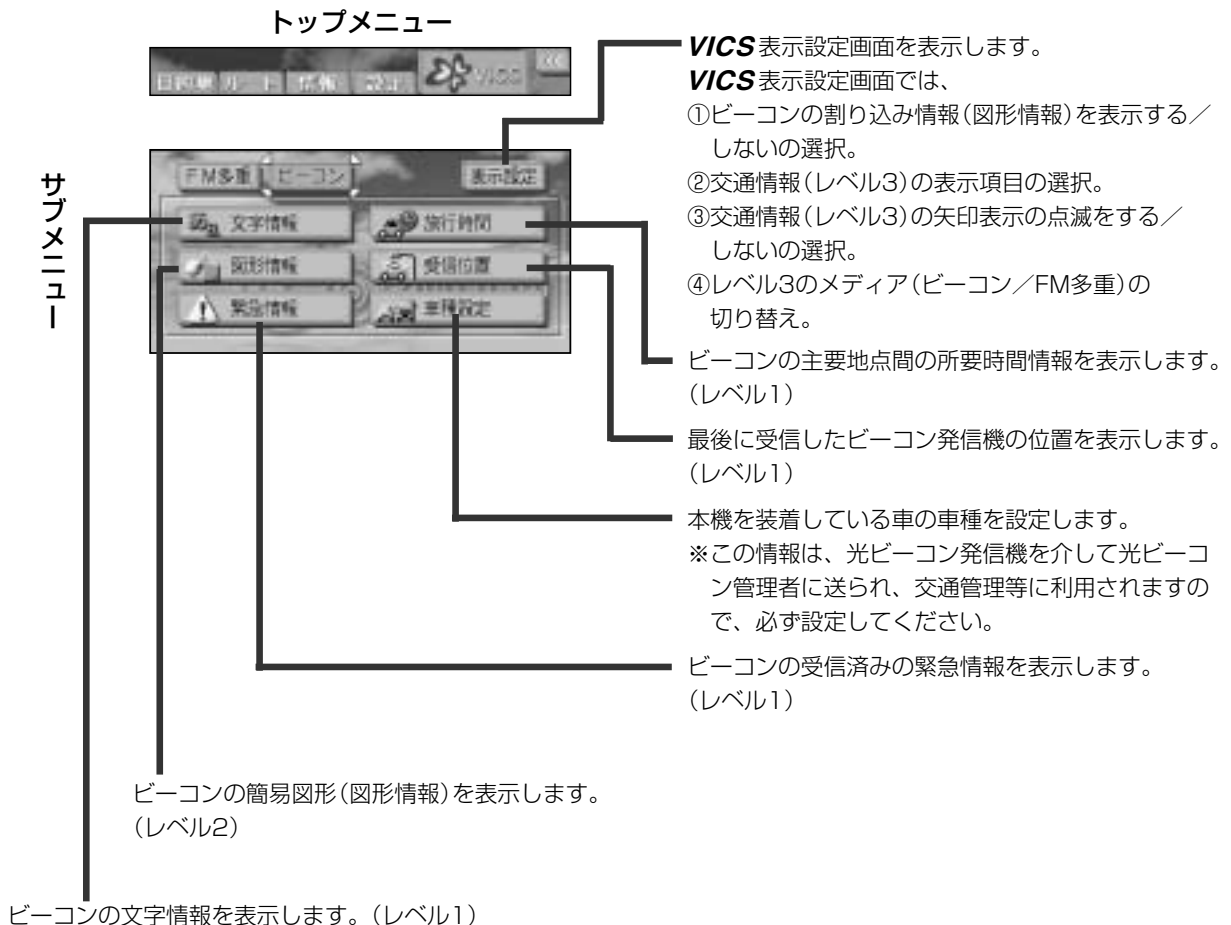 トップメニュー
目的地 ルート 情報 設定 VICS
サブメニュー
FM多重 ビーコン 表示設定
文字情報 旅行時間
図形情報 受信位置
緊急情報 車種設定
VICS 表示設定画面を表示します。
VICS 表示設定画面では、
①ビーコンの割り込み情報(図形情報)を表示する/
しないの選択。
②交通情報(レベル3)の表示項目の選択。
③交通情報(レベル3)の矢印表示の点滅をする/
しないの選択。
④レベル3のメディア(ビーコン/FM多重)の
切り替え。
ビーコンの主要地点間の所要時間情報を表示します。
(レベル1)
最後に受信したビーコン発信機の位置を表示します。
(レベル1)
本機を装着している車の車種を設定します。
※この情報は、光ビーコン発信機を介して光ビーコ
ン管理者に送られ、交通管理等に利用されますの
で、必ず設定してください。
ビーコンの受信済みの緊急情報を表示します。
(レベル1)
ビーコンの簡易図形(図形情報)を表示します。
(レベル2)
ビーコンの文字情報を表示します。(レベル1)